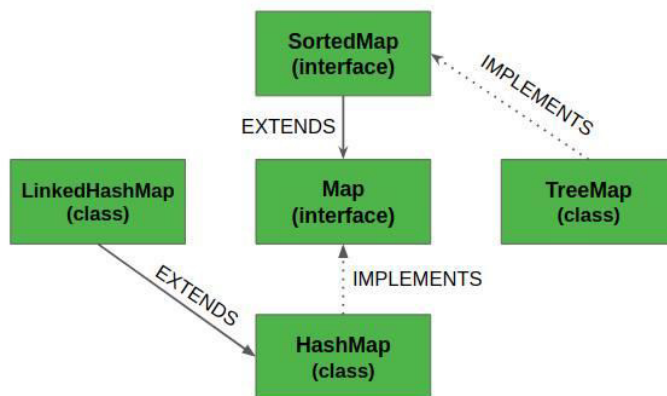 SortedMap
(interface)
IMPLEMENTS
EXTENDS
LinkedHashMap
(class)
Map
(interface)
TreeMap
(class)
EXTENDS
IMPLEMENTS
HashMap
(class)